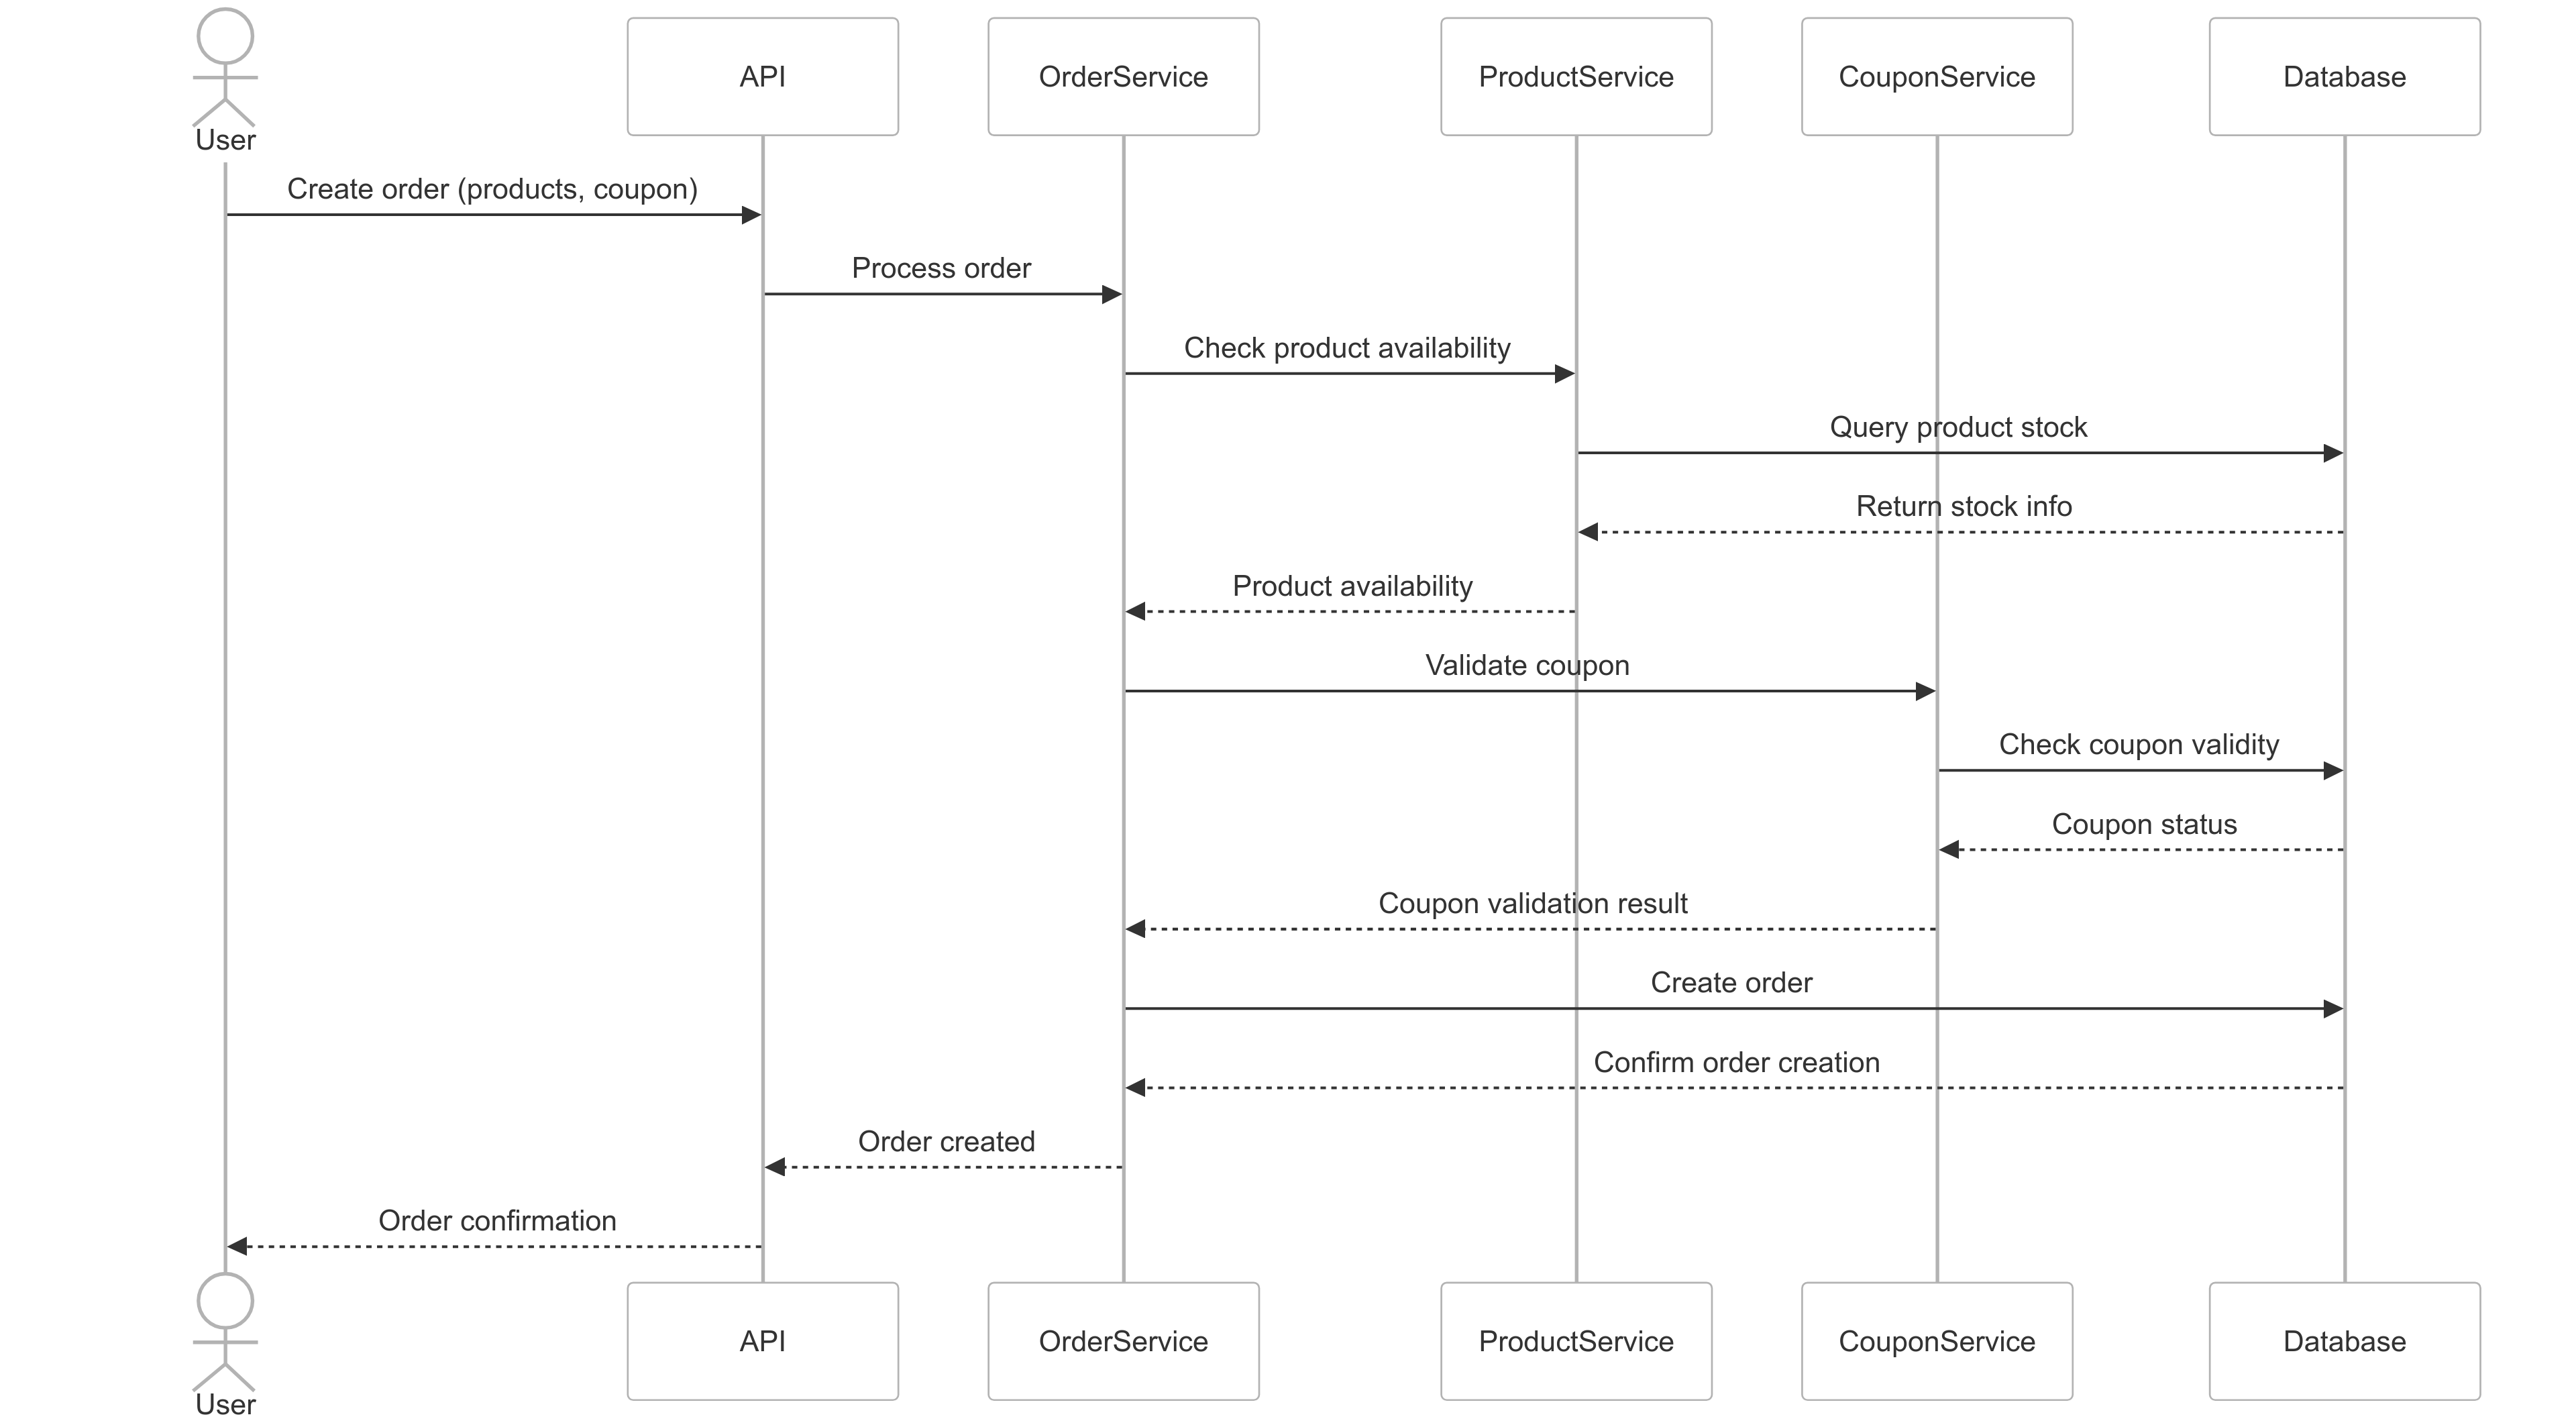 User
API
OrderService
ProductService
CouponService
Database
Create order (products, coupon)
Process order
Check product availability
Query product stock
Return stock info
Product availability
Validate coupon
Check coupon validity
Coupon status
Coupon validation result
Create order
Confirm order creation
Order created
Order confirmation
User
API
OrderService
ProductService
CouponService
Database